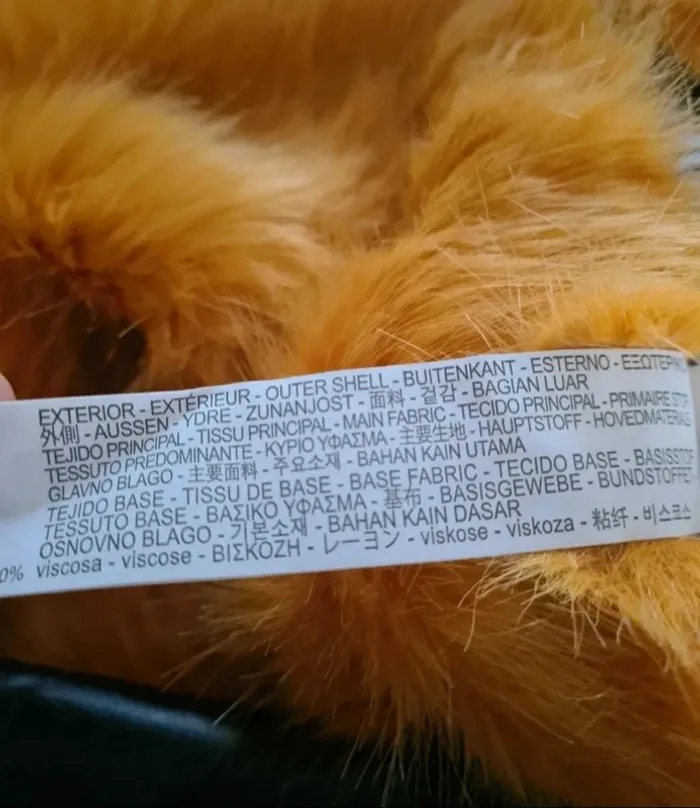 EXTERIOR - EXTÉRIEUR - OUTER SHELL - BUITENKANT - ESTERNO - ΕΞΩΤΕΡΙΚΟ
外側 - AUSSEN - YDRE - ZUNANJOST - 面料 - 겉감 - BAGIAN LUAR
TEJIDO PRINCIPAL - TISSU PRINCIPAL - MAIN FABRIC - TECIDO PRINCIPAL - PRIMAIRE STOF
TESSUTO PREDOMINANTE - ΚΥΡΙΟ ΥΦΑΣΜΑ - 主要生地 - HAUPTSTOFF - HOVEDMATERIALE
GLAVNO BLAGO - 主要面料 - 주요소재 - BAHAN KAIN UTAMA
TEJIDO BASE - TISSU DE BASE - BASE FABRIC - TECIDO BASE - BASISSTOF
TESSUTO BASE - ΒΑΣΙΚΟ ΥΦΑΣΜΑ - 基布 - BASISGEWEBE - BUNDSTOFFET
OSNOVNO BLAGO - 기본소재 - BAHAN KAIN DASAR
0% viscosa - viscose - ΒΙΣΚΟΖΗ - レーヨン - viskose - viskoza - 粘纤 - 비스코스